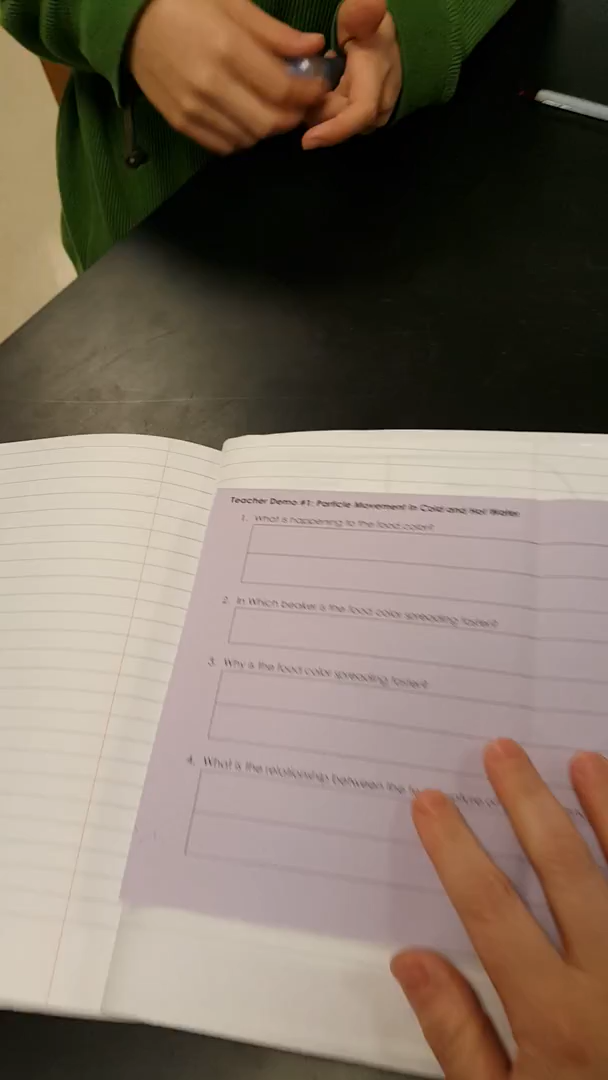 Teacher Demo #1: Particle Movement in Cold and Hot Water
1. What is happening to the food color?
2. In Which beaker is the food color spreading faster?
3. Why is the food color spreading faster?
4. What is the relationship between the